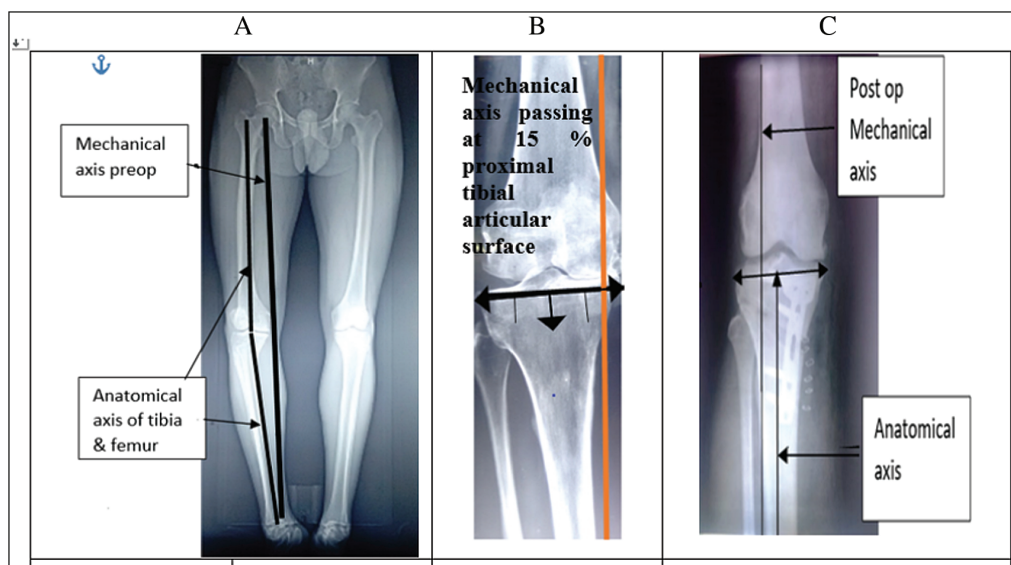 A
B
C
Mechanical
axis preop
Anatomical
axis of tibia
& femur
Mechanical
axis passing
at 15 %
proximal
tibial
articular
surface
Post op
Mechanical
axis
Anatomical
axis
H